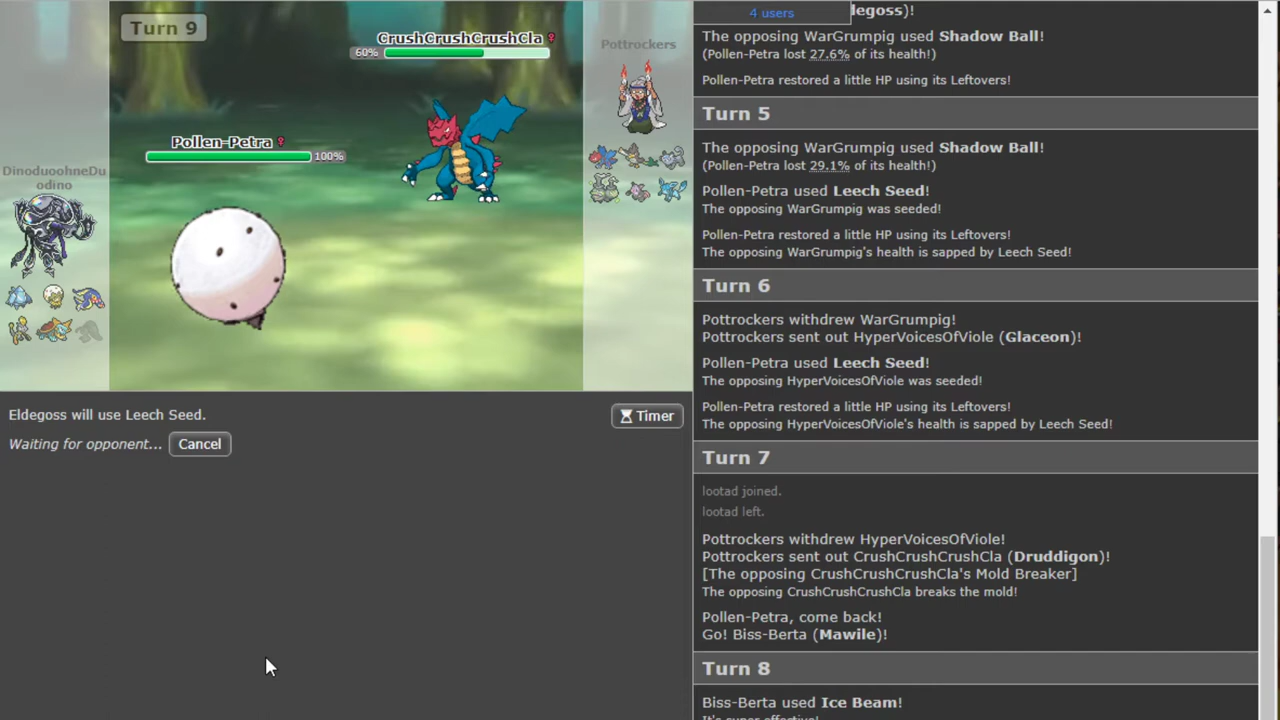 Turn 9
CrushCrushCrushCla ♀
60%
Pollen-Petra ♀
100%
DinoduoohneDu
odino
Pottrockers
Eldegoss will use Leech Seed.
Timer
Waiting for opponent... Cancel
4 users
degoss)!
The opposing WarGrumpig used Shadow Ball!
(Pollen-Petra lost 27.6% of its health!)
Pollen-Petra restored a little HP using its Leftovers!
Turn 5
The opposing WarGrumpig used Shadow Ball!
(Pollen-Petra lost 29.1% of its health!)
Pollen-Petra used Leech Seed!
The opposing WarGrumpig was seeded!
Pollen-Petra restored a little HP using its Leftovers!
The opposing WarGrumpig's health is sapped by Leech Seed!
Turn 6
Pottrockers withdrew WarGrumpig!
Pottrockers sent out HyperVoicesOfViole (Glaceon)!
Pollen-Petra used Leech Seed!
The opposing HyperVoicesOfViole was seeded!
Pollen-Petra restored a little HP using its Leftovers!
The opposing HyperVoicesOfViole's health is sapped by Leech Seed!
Turn 7
lootad joined.
lootad left.
Pottrockers withdrew HyperVoicesOfViole!
Pottrockers sent out CrushCrushCrushCla (Druddigon)!
[The opposing CrushCrushCrushCla's Mold Breaker]
The opposing CrushCrushCrushCla breaks the mold!
Pollen-Petra, come back!
Go! Biss-Berta (Mawile)!
Turn 8
Biss-Berta used Ice Beam!
It's super effective!